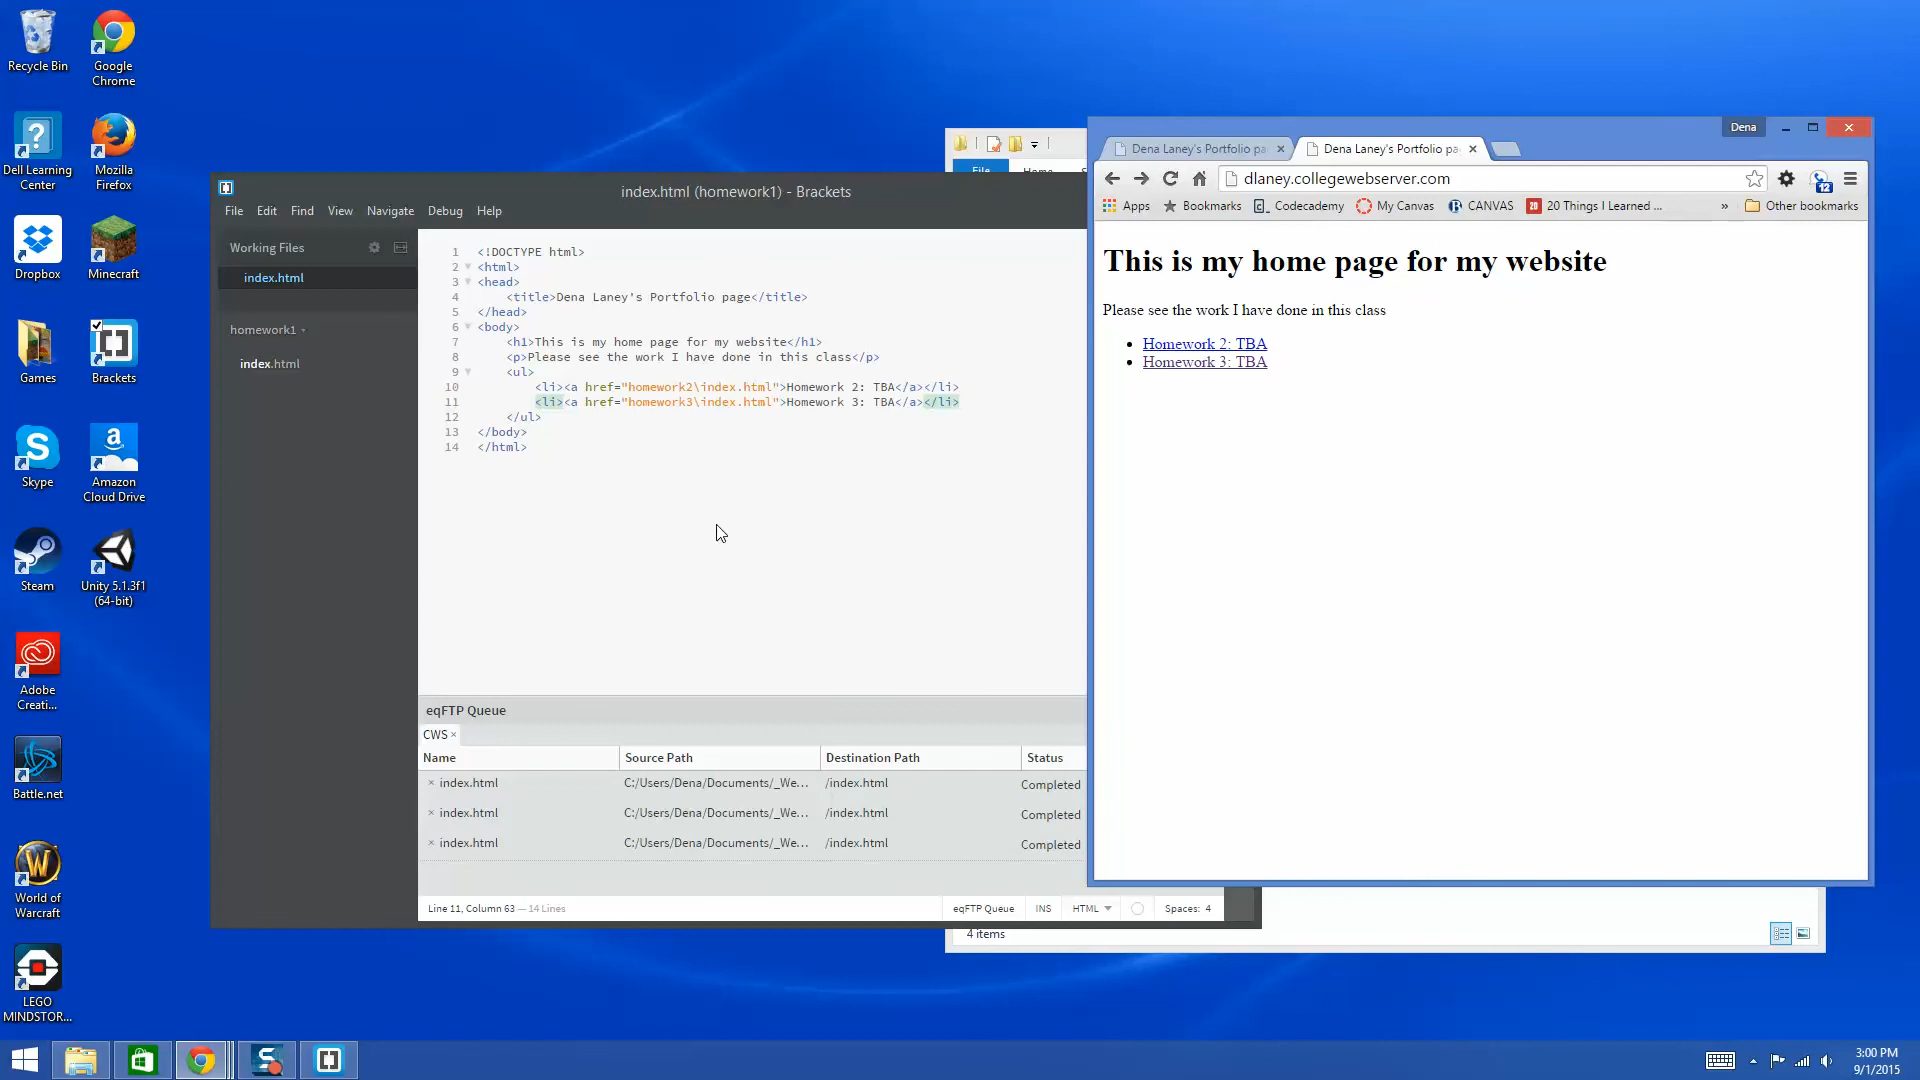 Recycle Bin
Google
Chrome
Dell Learning
Center
Mozilla
Firefox
Dropbox
Minecraft
Games
Brackets
Skype
Amazon
Cloud Drive
Steam
Unity 5.1.3f1
(64-bit)
Adobe
Creati...
Battle.net
World of
Warcraft
LEGO
MINDSTOR...
File
Home
index.html (homework1) - Brackets
File Edit Find View Navigate Debug Help
Working Files
index.html
homework1
index.html
1 <!DOCTYPE html>
2 <html>
3 <head>
4 <title>Dena Laney's Portfolio page</title>
5 </head>
6 <body>
7 <h1>This is my home page for my website</h1>
8 <p>Please see the work I have done in this class</p>
9 <ul>
10 <li><a href="homework2\index.html">Homework 2: TBA</a></li>
11 <li><a href="homework3\index.html">Homework 3: TBA</a></li>
12 </ul>
13 </body>
14 </html>
eqFTP Queue
CWS ×
Name Source Path Destination Path Status
× index.html C:/Users/Dena/Documents/_We... /index.html Completed
× index.html C:/Users/Dena/Documents/_We... /index.html Completed
× index.html C:/Users/Dena/Documents/_We... /index.html Completed
Line 11, Column 63 — 14 Lines
eqFTP Queue INS HTML Spaces: 4
4 items
Dena
Dena Laney's Portfolio pa
Dena Laney's Portfolio pa
dlaney.collegewebserver.com
12
Apps Bookmarks Codecademy My Canvas CANVAS 20 20 Things I Learned ... » Other bookmarks
This is my home page for my website
Please see the work I have done in this class
• Homework 2: TBA
• Homework 3: TBA
3:00 PM
9/1/2015